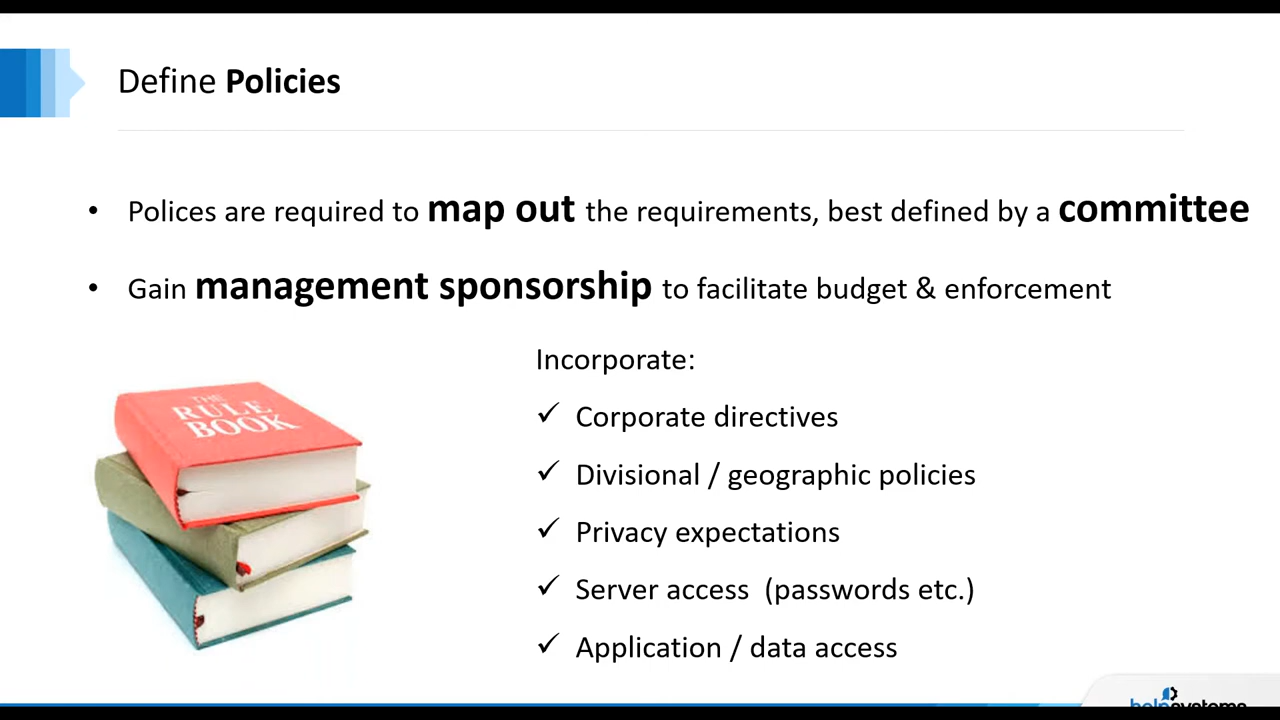 Define Policies
• Polices are required to map out the requirements, best defined by a committee
• Gain management sponsorship to facilitate budget & enforcement
Incorporate:
✓ Corporate directives
✓ Divisional / geographic policies
✓ Privacy expectations
✓ Server access (passwords etc.)
✓ Application / data access
THE
RULE
BOOK
helpsystems